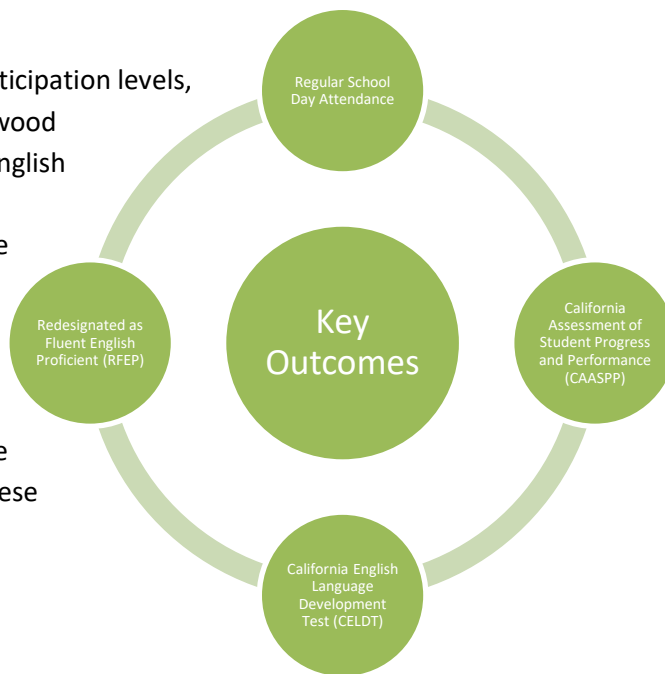 ticipation levels,
wood
nglish
e
e
ese
Regular School
Day Attendance
California
Assessment of
Student Progress
and Performance
(CAASPP)
California English
Language
Development
Test (CELDT)
Redesignated as
Fluent English
Proficient (RFEP)
Key
Outcomes